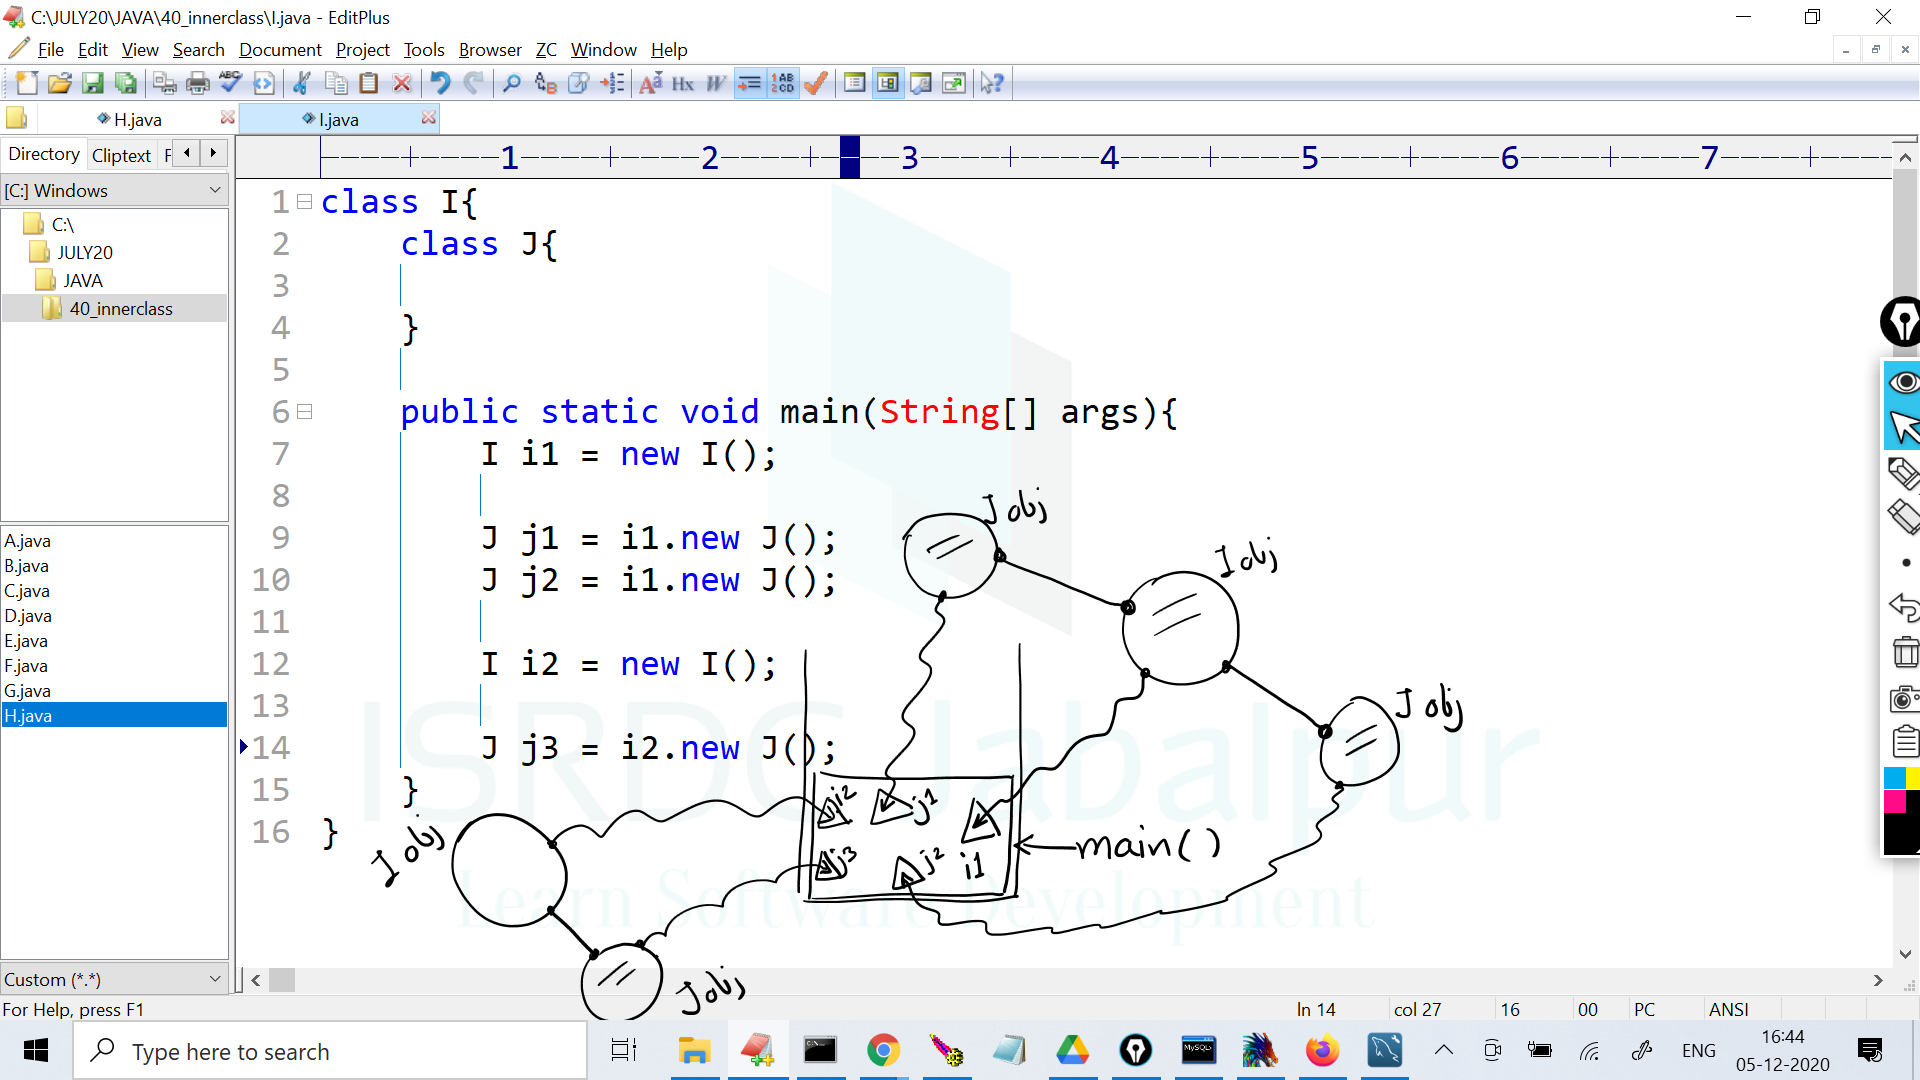 C:\JULY20\JAVA\40_innerclass\I.java - EditPlus
File Edit View Search Document Project Tools Browser ZC Window Help
H.java I.java
Directory Cliptext F
1 2 3 4 5 6 7
[C:] Windows
C:\
JULY20
JAVA
40_innerclass
A.java
B.java
C.java
D.java
E.java
F.java
G.java
H.java
Custom (*.*)
1 class I{
2 class J{
3
4 }
5
6 public static void main(String[] args){
7 I i1 = new I();
8
9 J j1 = i1.new J();
10 J j2 = i1.new J();
11
12 I i2 = new I();
13
14 J j3 = i2.new J();
15 }
16 }
J obj
I obj
J obj
i2 j1
j3 j2 i1
main()
I obj
J obj
ISRDC Jabalpur
Learn Software Development
For Help, press F1 ln 14 col 27 16 00 PC ANSI
Type here to search
MySQL
ENG
16:44
05-12-2020